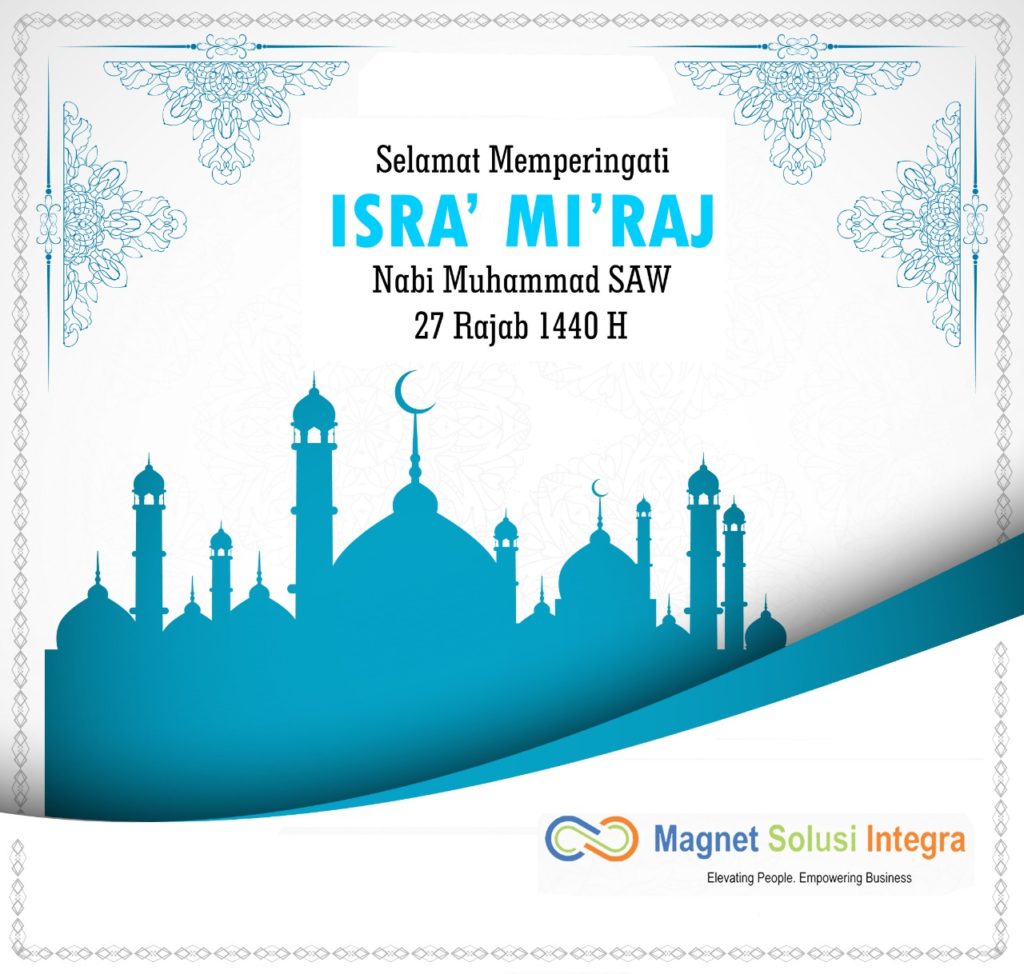 Selamat Memperingati
ISRA’ MI’RAJ
Nabi Muhammad SAW
27 Rajab 1440 H
Magnet Solusi Integra
Elevating People. Empowering Business